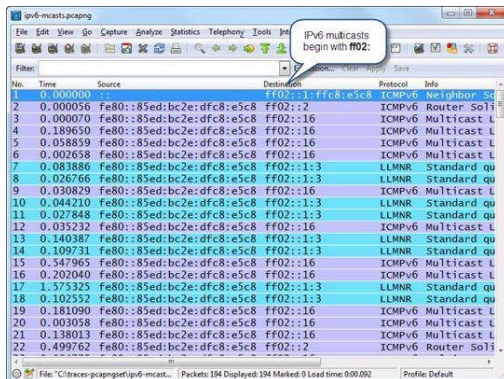 ipv6-mcasts.pcapng
File Edit View Go Capture Analyze Statistics Telephony Tools
IPv6 multicasts
begin with ff02:
Filter: Clear Apply Save
No. Time Source Destination Protocol Info
1 0.000000 :: ff02::1:ffc8:e5c8 ICMPv6 Neighbor So
2 0.000056 fe80::85ed:bc2e:dfc8:e5c8 ff02::2 ICMPv6 Router Soli
3 0.000070 fe80::85ed:bc2e:dfc8:e5c8 ff02::16 ICMPv6 Multicast L
4 0.189650 fe80::85ed:bc2e:dfc8:e5c8 ff02::16 ICMPv6 Multicast L
5 0.058859 fe80::85ed:bc2e:dfc8:e5c8 ff02::16 ICMPv6 Multicast L
6 0.002658 fe80::85ed:bc2e:dfc8:e5c8 ff02::16 ICMPv6 Multicast L
7 0.083886 fe80::85ed:bc2e:dfc8:e5c8 ff02::1:3 LLMNR Standard qu
8 0.026766 fe80::85ed:bc2e:dfc8:e5c8 ff02::1:3 LLMNR Standard qu
9 0.030829 fe80::85ed:bc2e:dfc8:e5c8 ff02::16 ICMPv6 Multicast L
10 0.044210 fe80::85ed:bc2e:dfc8:e5c8 ff02::1:3 LLMNR Standard qu
11 0.027848 fe80::85ed:bc2e:dfc8:e5c8 ff02::1:3 LLMNR Standard qu
12 0.035232 fe80::85ed:bc2e:dfc8:e5c8 ff02::16 ICMPv6 Multicast L
13 0.140387 fe80::85ed:bc2e:dfc8:e5c8 ff02::1:3 LLMNR Standard qu
14 0.109731 fe80::85ed:bc2e:dfc8:e5c8 ff02::1:3 LLMNR Standard qu
15 0.547965 fe80::85ed:bc2e:dfc8:e5c8 ff02::16 ICMPv6 Multicast L
16 0.202040 fe80::85ed:bc2e:dfc8:e5c8 ff02::16 ICMPv6 Multicast L
17 1.575325 fe80::85ed:bc2e:dfc8:e5c8 ff02::1:3 LLMNR Standard qu
18 0.102552 fe80::85ed:bc2e:dfc8:e5c8 ff02::1:3 LLMNR Standard qu
19 0.181090 fe80::85ed:bc2e:dfc8:e5c8 ff02::16 ICMPv6 Multicast L
20 0.003058 fe80::85ed:bc2e:dfc8:e5c8 ff02::16 ICMPv6 Multicast L
21 0.138013 fe80::85ed:bc2e:dfc8:e5c8 ff02::16 ICMPv6 Multicast L
22 0.499762 fe80::85ed:bc2e:dfc8:e5c8 ff02::2 ICMPv6 Router Soli
File: "C:\traces-pcapngset\ipv6-mcast... Packets: 194 Displayed: 194 Marked: 0 Load time: 0:00.092 Profile: Default